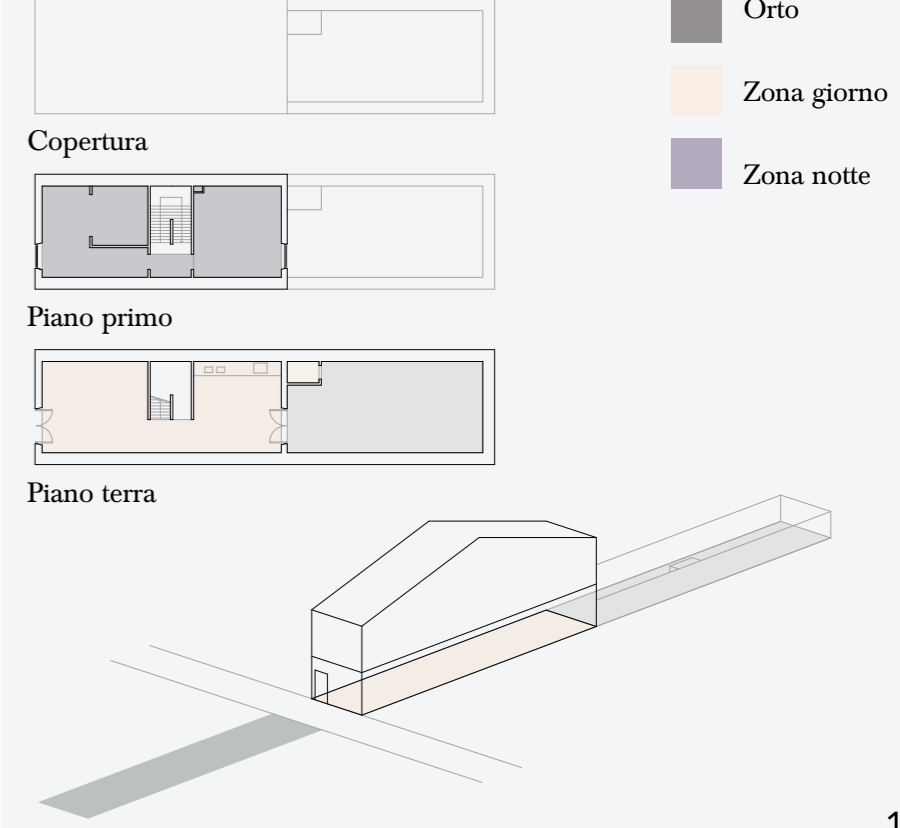 Orto
Zona giorno
Zona notte
Copertura
Piano primo
Piano terra
1